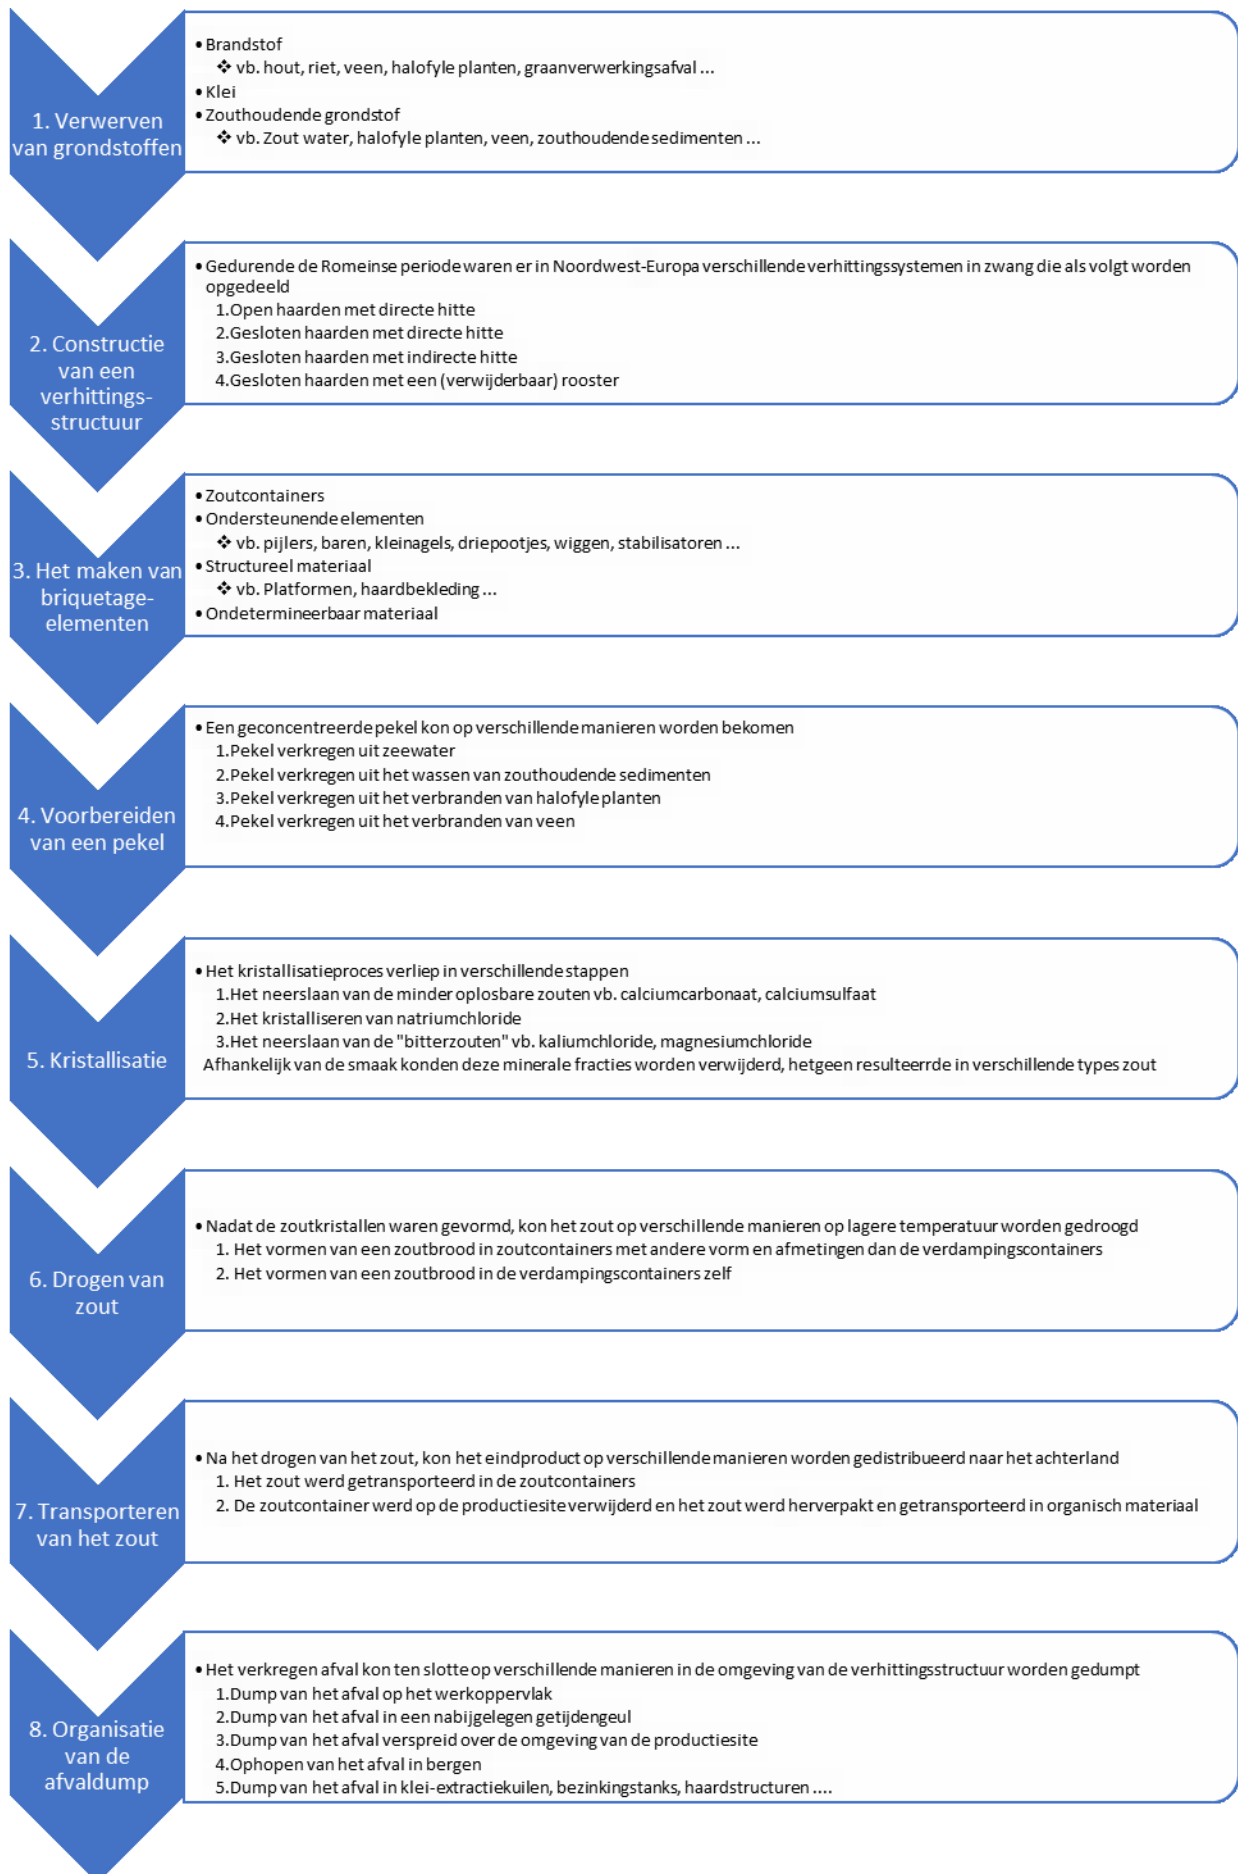 1. Verwerven
van grondstoffen
• Brandstof
❖ vb. hout, riet, veen, halofyle planten, graanverwerkingsafval ...
• Klei
• Zouthoudende grondstof
❖ vb. Zout water, halofyle planten, veen, zouthoudende sedimenten ...
2. Constructie
van een
verhittings-
structuur
• Gedurende de Romeinse periode waren er in Noordwest-Europa verschillende verhittingssystemen in zwang die als volgt worden
opgedeeld
1.Open haarden met directe hitte
2.Gesloten haarden met directe hitte
3.Gesloten haarden met indirecte hitte
4.Gesloten haarden met een (verwijderbaar) rooster
3. Het maken van
briquetage-
elementen
• Zoutcontainers
• Ondersteunende elementen
❖ vb. pijlers, baren, kleinagels, driepootjes, wiggen, stabilisatoren ...
• Structureel materiaal
❖ vb. Platformen, haardbekleding ...
• Ondetermineerbaar materiaal
4. Voorbereiden
van een pekel
• Een geconcentreerde pekel kon op verschillende manieren worden bekomen
1.Pekel verkregen uit zeewater
2.Pekel verkregen uit het wassen van zouthoudende sedimenten
3.Pekel verkregen uit het verbranden van halofyle planten
4.Pekel verkregen uit het verbranden van veen
5. Kristallisatie
• Het kristallisatieproces verliep in verschillende stappen
1.Het neerslaan van de minder oplosbare zouten vb. calciumcarbonaat, calciumsulfaat
2.Het kristalliseren van natriumchloride
3.Het neerslaan van de "bitterzouten" vb. kaliumchloride, magnesiumchloride
Afhankelijk van de smaak konden deze minerale fracties worden verwijderd, hetgeen resulteerrde in verschillende types zout
6. Drogen van
zout
• Nadat de zoutkristallen waren gevormd, kon het zout op verschillende manieren op lagere temperatuur worden gedroogd
1. Het vormen van een zoutbrood in zoutcontainers met andere vorm en afmetingen dan de verdampingscontainers
2. Het vormen van een zoutbrood in de verdampingscontainers zelf
7. Transporteren
van het zout
• Na het drogen van het zout, kon het eindproduct op verschillende manieren worden gedistribueerd naar het achterland
1. Het zout werd getransporteerd in de zoutcontainers
2. De zoutcontainer werd op de productiesite verwijderd en het zout werd herverpakt en getransporteerd in organisch materiaal
8. Organisatie
van de
afvaldump
• Het verkregen afval kon ten slotte op verschillende manieren in de omgeving van de verhittingsstructuur worden gedumpt
1.Dump van het afval op het werkoppervlak
2.Dump van het afval in een nabijgelegen getijdengeul
3.Dump van het afval verspreid over de omgeving van de productiesite
4.Ophopen van het afval in bergen
5.Dump van het afval in klei-extractiekuilen, bezinkingstanks, haardstructuren ....